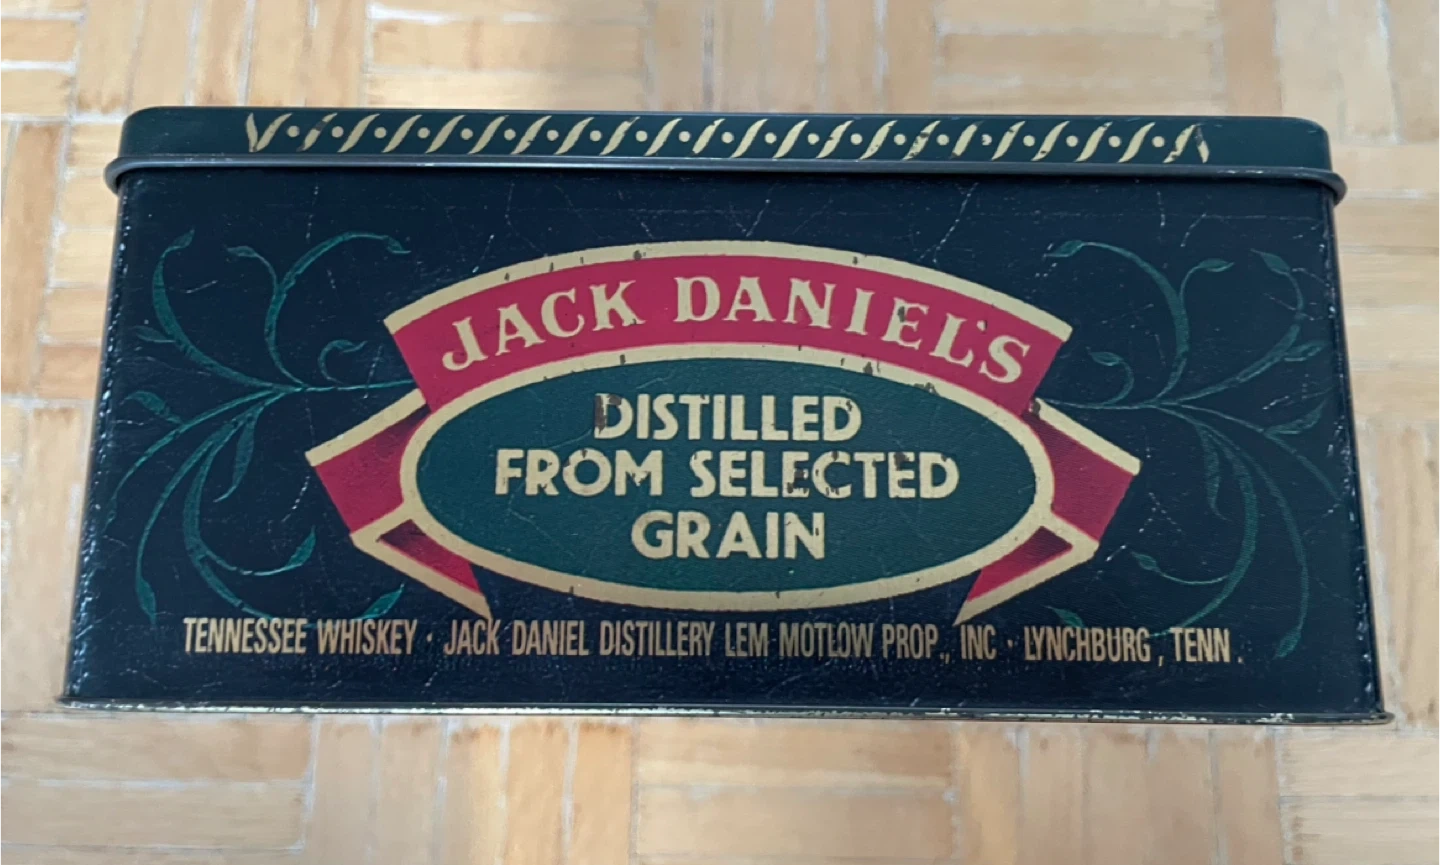 JACK DANIEL'S
DISTILLED
FROM SELECTED
GRAIN
TENNESSEE WHISKEY · JACK DANIEL DISTILLERY LEM MOTLOW PROP., INC · LYNCHBURG, TENN.